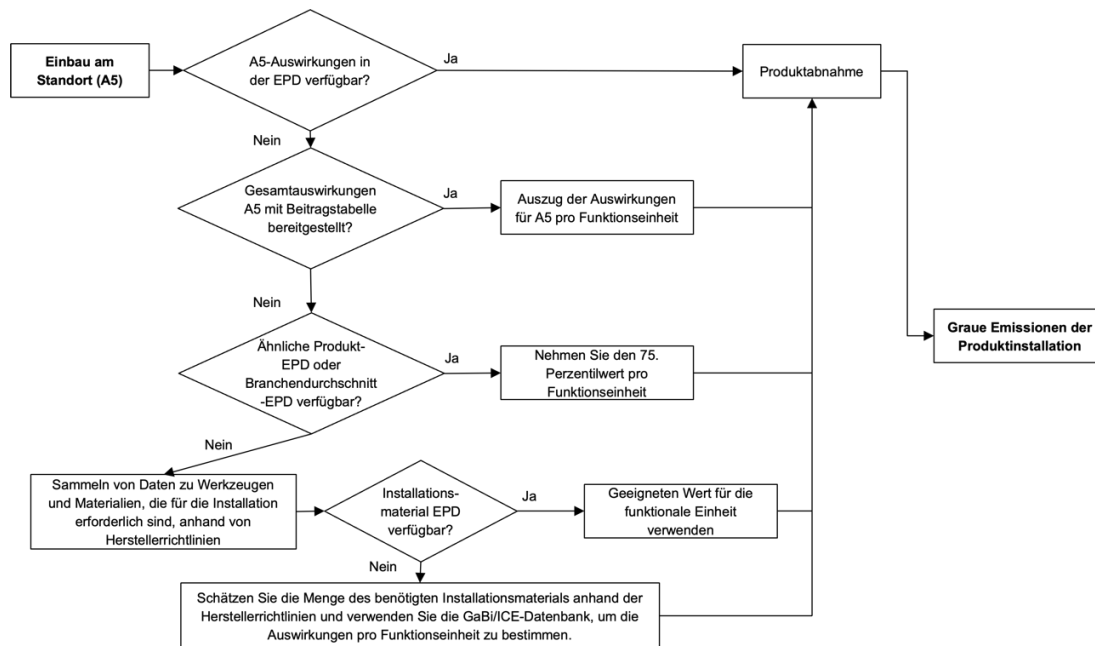 Einbau am
Standort (A5)
A5-Auswirkungen in
der EPD verfügbar?
Ja
Produktabnahme
Nein
Gesamtauswirkungen
A5 mit Beitragstabelle
bereitgestellt?
Ja
Auszug der Auswirkungen
für A5 pro Funktionseinheit
Nein
Ähnliche Produkt-
EPD oder
Branchendurchschnitt
-EPD verfügbar?
Ja
Nehmen Sie den 75.
Perzentilwert pro
Funktionseinheit
Graue Emissionen der
Produktinstallation
Nein
Sammeln von Daten zu Werkzeugen
und Materialien, die für die Installation
erforderlich sind, anhand von
Herstellerrichtlinien
Installations-
material EPD
verfügbar?
Ja
Geeigneten Wert für die
funktionale Einheit
verwenden
Nein
Schätzen Sie die Menge des benötigten Installationsmaterials anhand
der Herstellerrichtlinien und verwenden Sie die GaBi/ICE-Datenbank, um die
Auswirkungen pro Funktionseinheit zu bestimmen.